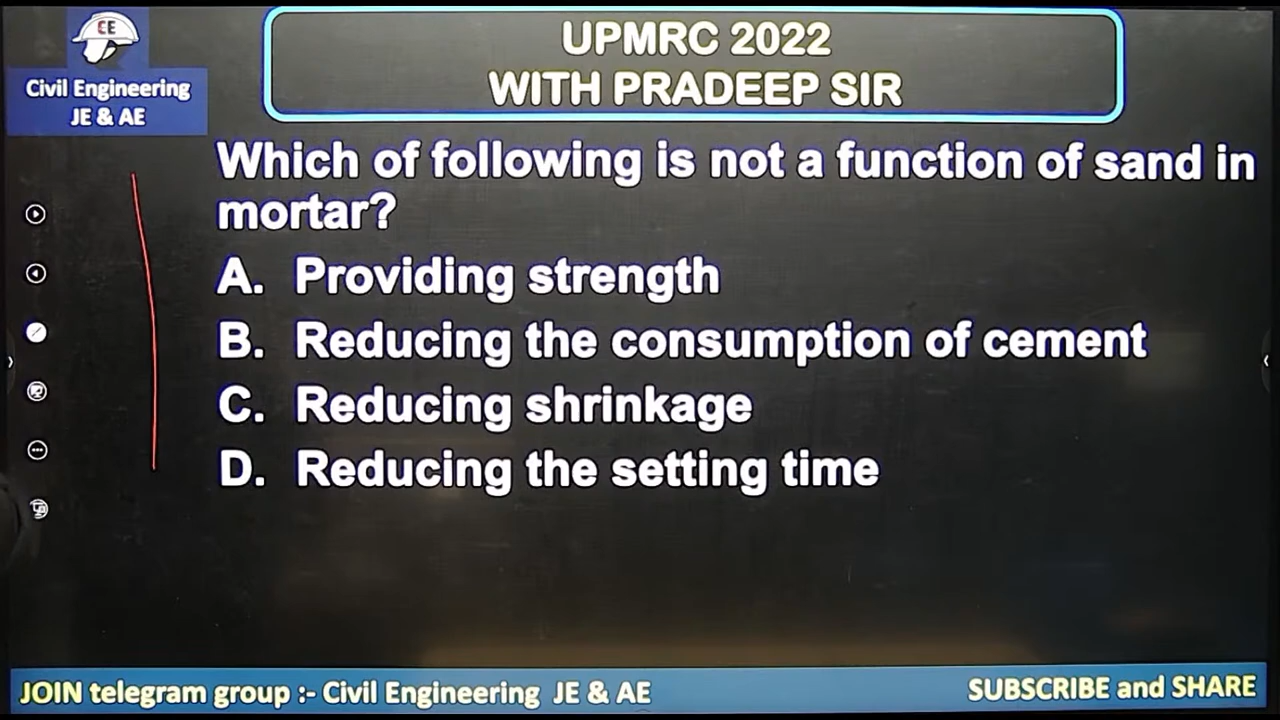 CE
Civil Engineering
JE & AE
UPMRC 2022
WITH PRADEEP SIR
Which of following is not a function of sand in
mortar?
A. Providing strength
B. Reducing the consumption of cement
C. Reducing shrinkage
D. Reducing the setting time
JOIN telegram group :- Civil Engineering JE & AE
SUBSCRIBE and SHARE